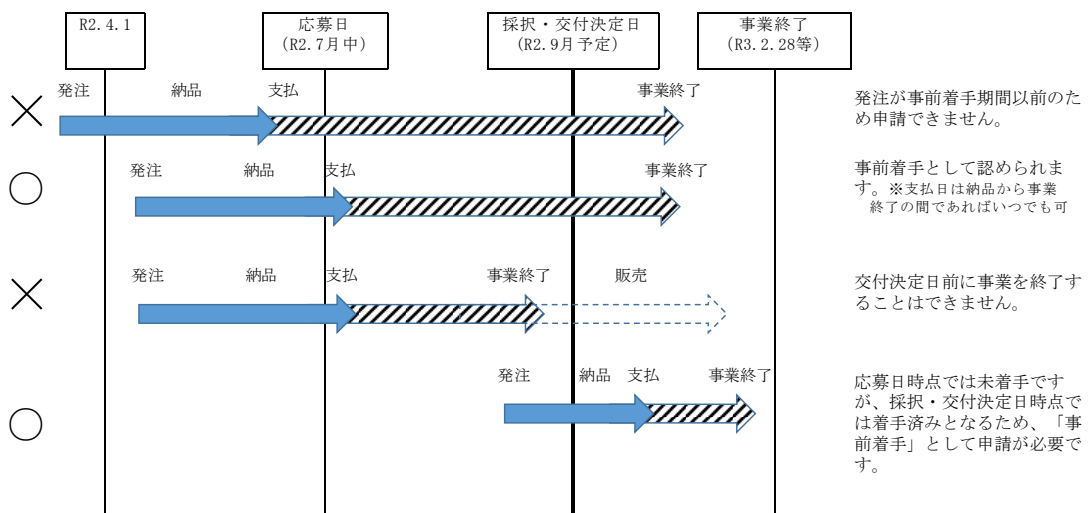 R2.4.1
応募日
(R2.7月中)
採択・交付決定日
(R2.9月予定)
事業終了
(R3.2.28等)
× 発注 納品 支払 事業終了
発注が事前着手期間以前のた
め申請できません。
○ 発注 納品 支払 事業終了
事前着手として認められま
す。※支払日は納品から事業
終了の間であればいつでも可
× 発注 納品 支払 事業終了 販売
交付決定日前に事業を終了す
ることはできません。
○ 発注 納品 支払 事業終了
応募日時点では未着手です
が、採択・交付決定日時点で
は着手済みとなるため、「事
前着手」として申請が必要で
す。